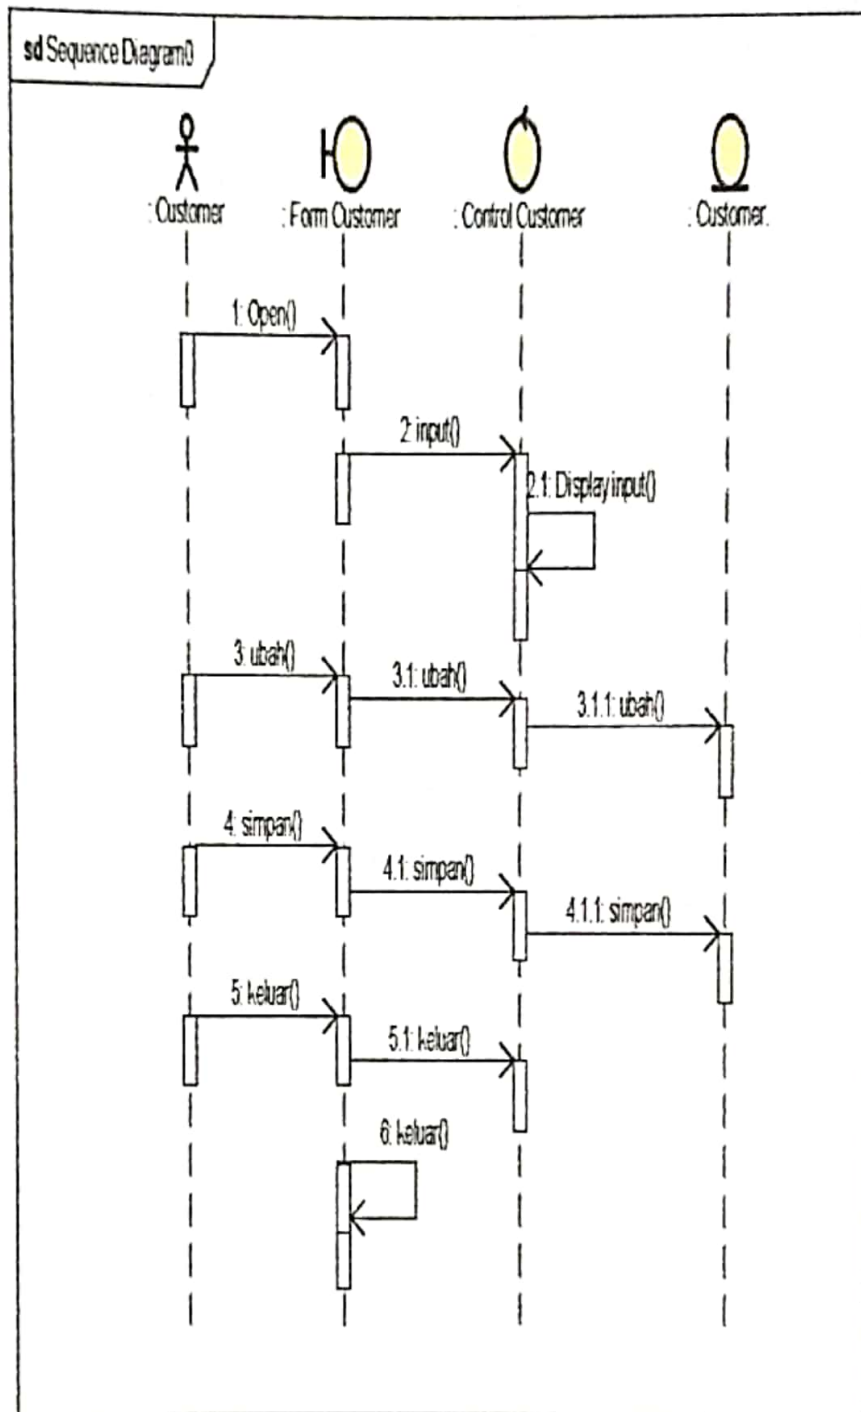 sd Sequence Diagram0
: Customer
: Form Customer
: Control Customer
: Customer.
1: Open()
2: input()
2.1: Display input()
3: ubah()
3.1: ubah()
3.1.1: ubah()
4: simpan()
4.1: simpan()
4.1.1: simpan()
5: keluar()
5.1: keluar()
6: keluar()